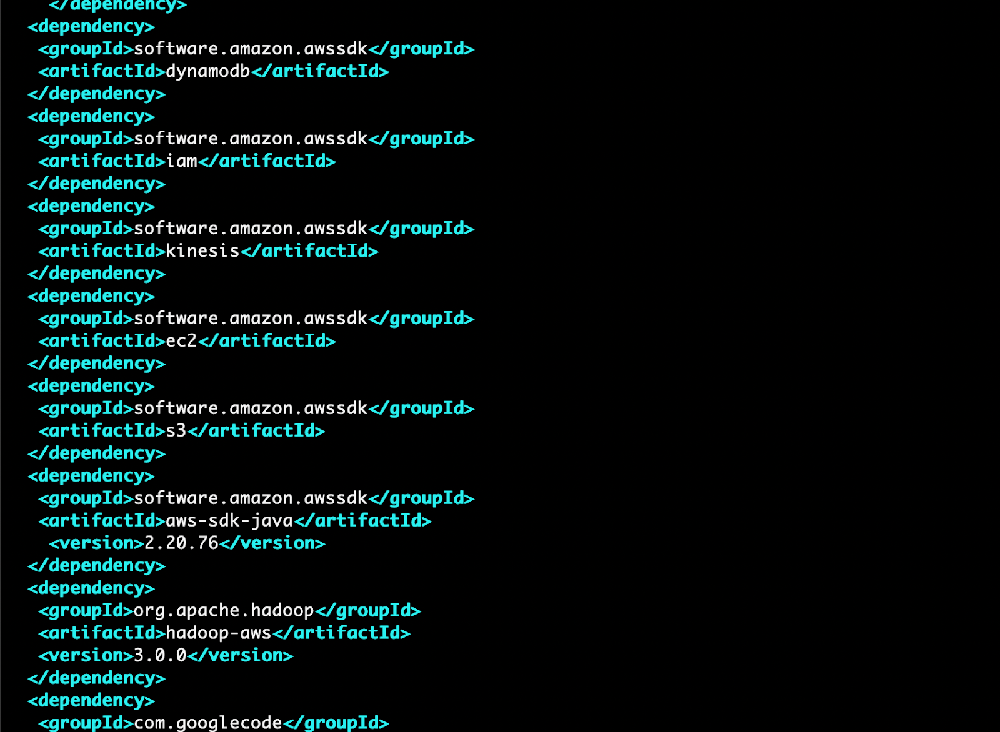 </dependency>
<dependency>
<groupId>software.amazon.awssdk</groupId>
<artifactId>dynamodb</artifactId>
</dependency>
<dependency>
<groupId>software.amazon.awssdk</groupId>
<artifactId>iam</artifactId>
</dependency>
<dependency>
<groupId>software.amazon.awssdk</groupId>
<artifactId>kinesis</artifactId>
</dependency>
<dependency>
<groupId>software.amazon.awssdk</groupId>
<artifactId>ec2</artifactId>
</dependency>
<dependency>
<groupId>software.amazon.awssdk</groupId>
<artifactId>s3</artifactId>
</dependency>
<dependency>
<groupId>software.amazon.awssdk</groupId>
<artifactId>aws-sdk-java</artifactId>
<version>2.20.76</version>
</dependency>
<dependency>
<groupId>org.apache.hadoop</groupId>
<artifactId>hadoop-aws</artifactId>
<version>3.0.0</version>
</dependency>
<dependency>
<groupId>com.googlecode</groupId>